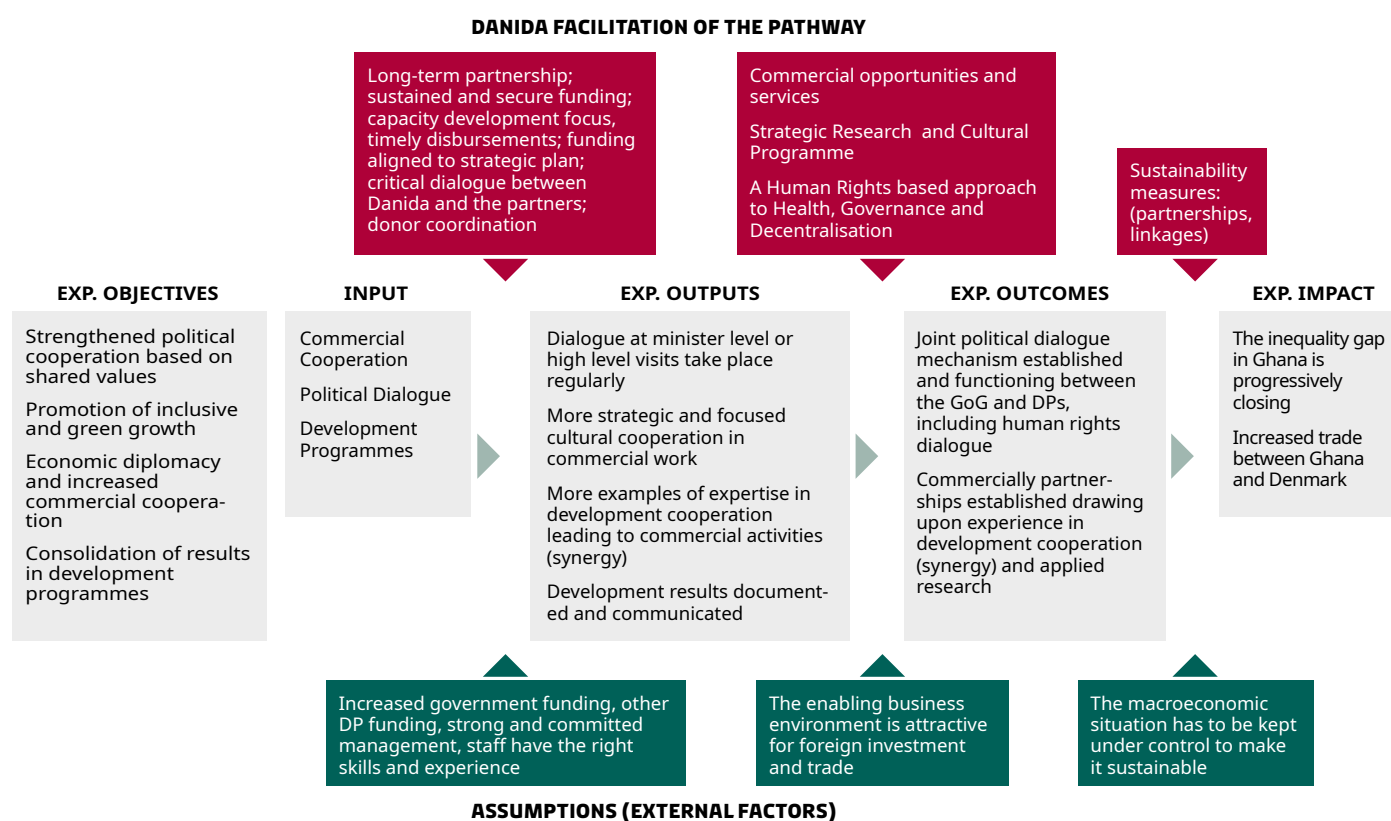 DANIDA FACILITATION OF THE PATHWAY
Long-term partnership;
sustained and secure funding;
capacity development focus,
timely disbursements; funding
aligned to strategic plan;
critical dialogue between
Danida and the partners;
donor coordination
Commercial opportunities and
services
Strategic Research and Cultural
Programme
A Human Rights based approach
to Health, Governance and
Decentralisation
Sustainability
measures:
(partnerships,
linkages)
EXP. OBJECTIVES
Strengthened political
cooperation based on
shared values
Promotion of inclusive
and green growth
Economic diplomacy
and increased
commercial coopera-
tion
Consolidation of results
in development
programmes
INPUT
Commercial
Cooperation
Political Dialogue
Development
Programmes
EXP. OUTPUTS
Dialogue at minister level or
high level visits take place
regularly
More strategic and focused
cultural cooperation in
commercial work
More examples of expertise in
development cooperation
leading to commercial activities
(synergy)
Development results document-
ed and communicated
EXP. OUTCOMES
Joint political dialogue
mechanism established
and functioning between
the GoG and DPs,
including human rights
dialogue
Commercially partner-
ships established drawing
upon experience in
development cooperation
(synergy) and applied
research
EXP. IMPACT
The inequality gap
in Ghana is
progressively
closing
Increased trade
between Ghana
and Denmark
Increased government funding, other
DP funding, strong and committed
management, staff have the right
skills and experience
The enabling business
environment is attractive
for foreign investment
and trade
The macroeconomic
situation has to be kept
under control to make
it sustainable
ASSUMPTIONS (EXTERNAL FACTORS)